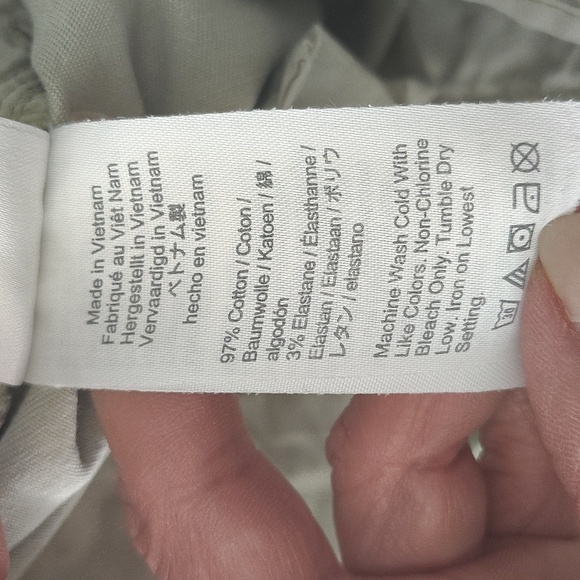 Made in Vietnam
Fabriqué au Viêt Nam
Hergestellt in Vietnam
Vervaardigd in Vietnam
ベトナム製
hecho en vietnam
97% Cotton / Coton /
Baumwolle / Katoen / 綿 /
algodón
3% Elastane / Élasthanne /
Elastan / Elastaan / ポリウ
レタン / elastano
Machine Wash Cold With
Like Colors. Non-Chlorine
Bleach Only. Tumble Dry
Low . Iron on Lowest
Setting.
30